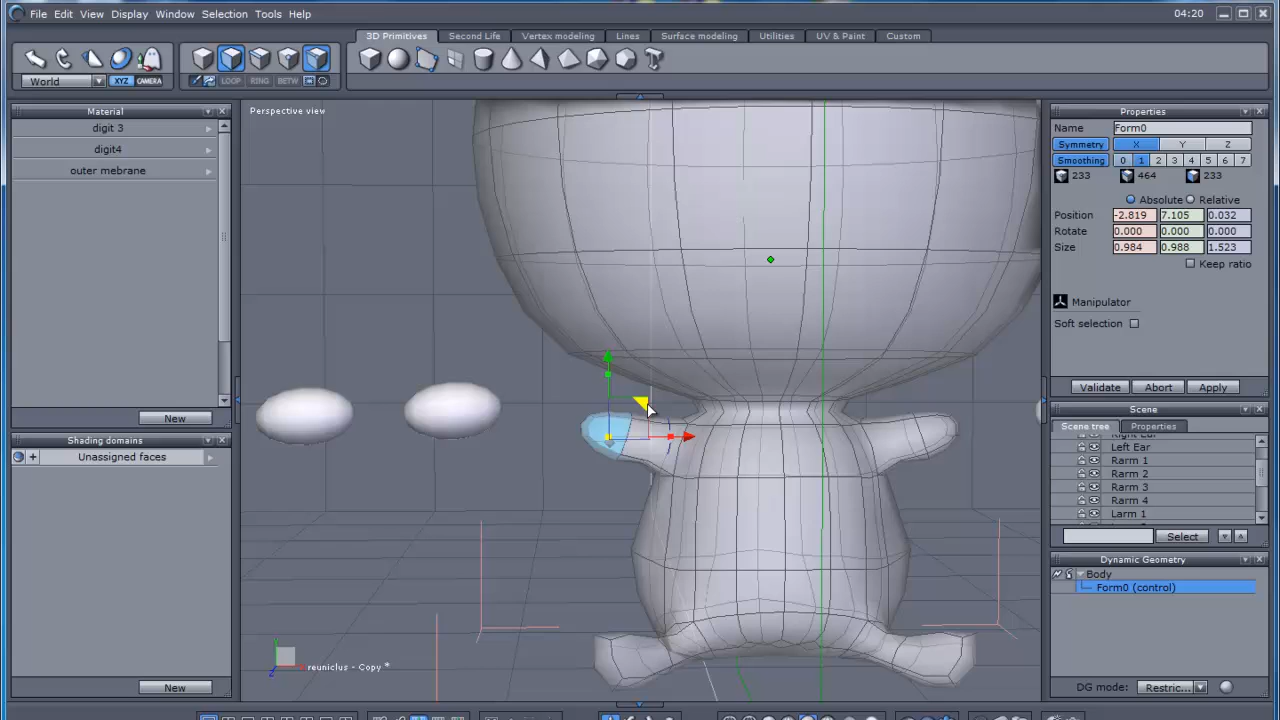 File Edit View Display Window Selection Tools Help 04:20
3D Primitives Second Life Vertex modeling Lines Surface modeling Utilities UV & Paint Custom
World XYZ CAMERA LOOP RING BETW
Material
digit 3
digit4
outer mebrane
New
Shading domains
+ Unassigned faces
New
Perspective view
reuniclus - Copy *
Properties
Name Form0
Symmetry X Y Z
Smoothing 0 1 2 3 4 5 6 7
233 464 233
Absolute Relative
Position -2.819 7.105 0.032
Rotate 0.000 0.000 0.000
Size 0.984 0.988 1.523
Keep ratio
Manipulator
Soft selection
Validate Abort Apply
Scene
Scene tree Properties
Right Ear
Left Ear
Rarm 1
Rarm 2
Rarm 3
Rarm 4
Larm 1
Select
Dynamic Geometry
Body
Form0 (control)
DG mode: Restric...